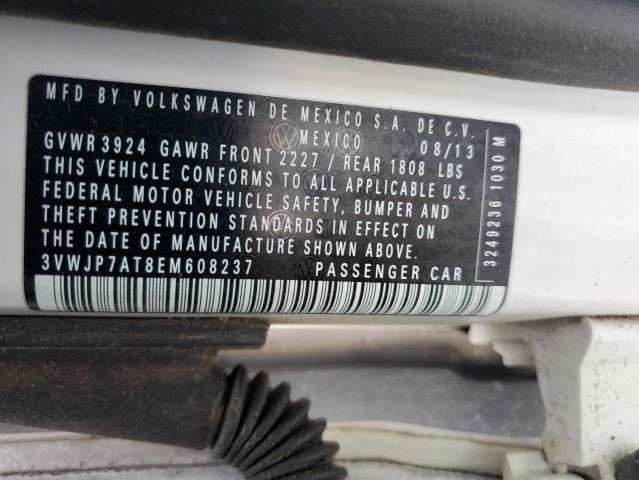 MFD BY VOLKSWAGEN DE MEXICO S.A. DE C.V.
MEXICO 08/13
GVWR 3924 GAWR FRONT 2227 / REAR 1808 LBS
THIS VEHICLE CONFORMS TO ALL APPLICABLE U.S.
FEDERAL MOTOR VEHICLE SAFETY, BUMPER AND
THEFT PREVENTION STANDARDS IN EFFECT ON
THE DATE OF MANUFACTURE SHOWN ABOVE.
3VWJP7AT8EM608237 PASSENGER CAR
3249236 1030 M